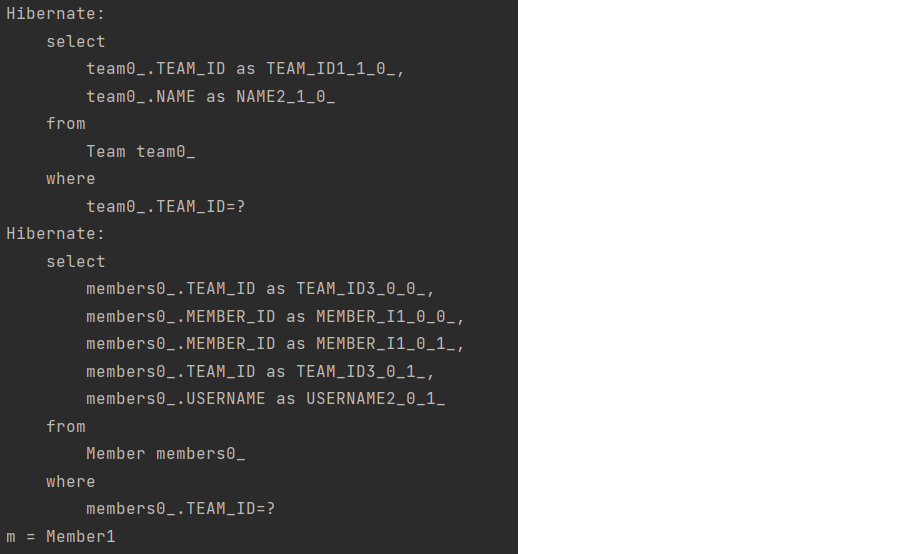 Hibernate:
    select
        team0_.TEAM_ID as TEAM_ID1_1_0_,
        team0_.NAME as NAME2_1_0_
    from
        Team team0_
    where
        team0_.TEAM_ID=?
Hibernate:
    select
        members0_.TEAM_ID as TEAM_ID3_0_0_,
        members0_.MEMBER_ID as MEMBER_I1_0_0_,
        members0_.MEMBER_ID as MEMBER_I1_0_1_,
        members0_.TEAM_ID as TEAM_ID3_0_1_,
        members0_.USERNAME as USERNAME2_0_1_
    from
        Member members0_
    where
        members0_.TEAM_ID=?
m = Member1